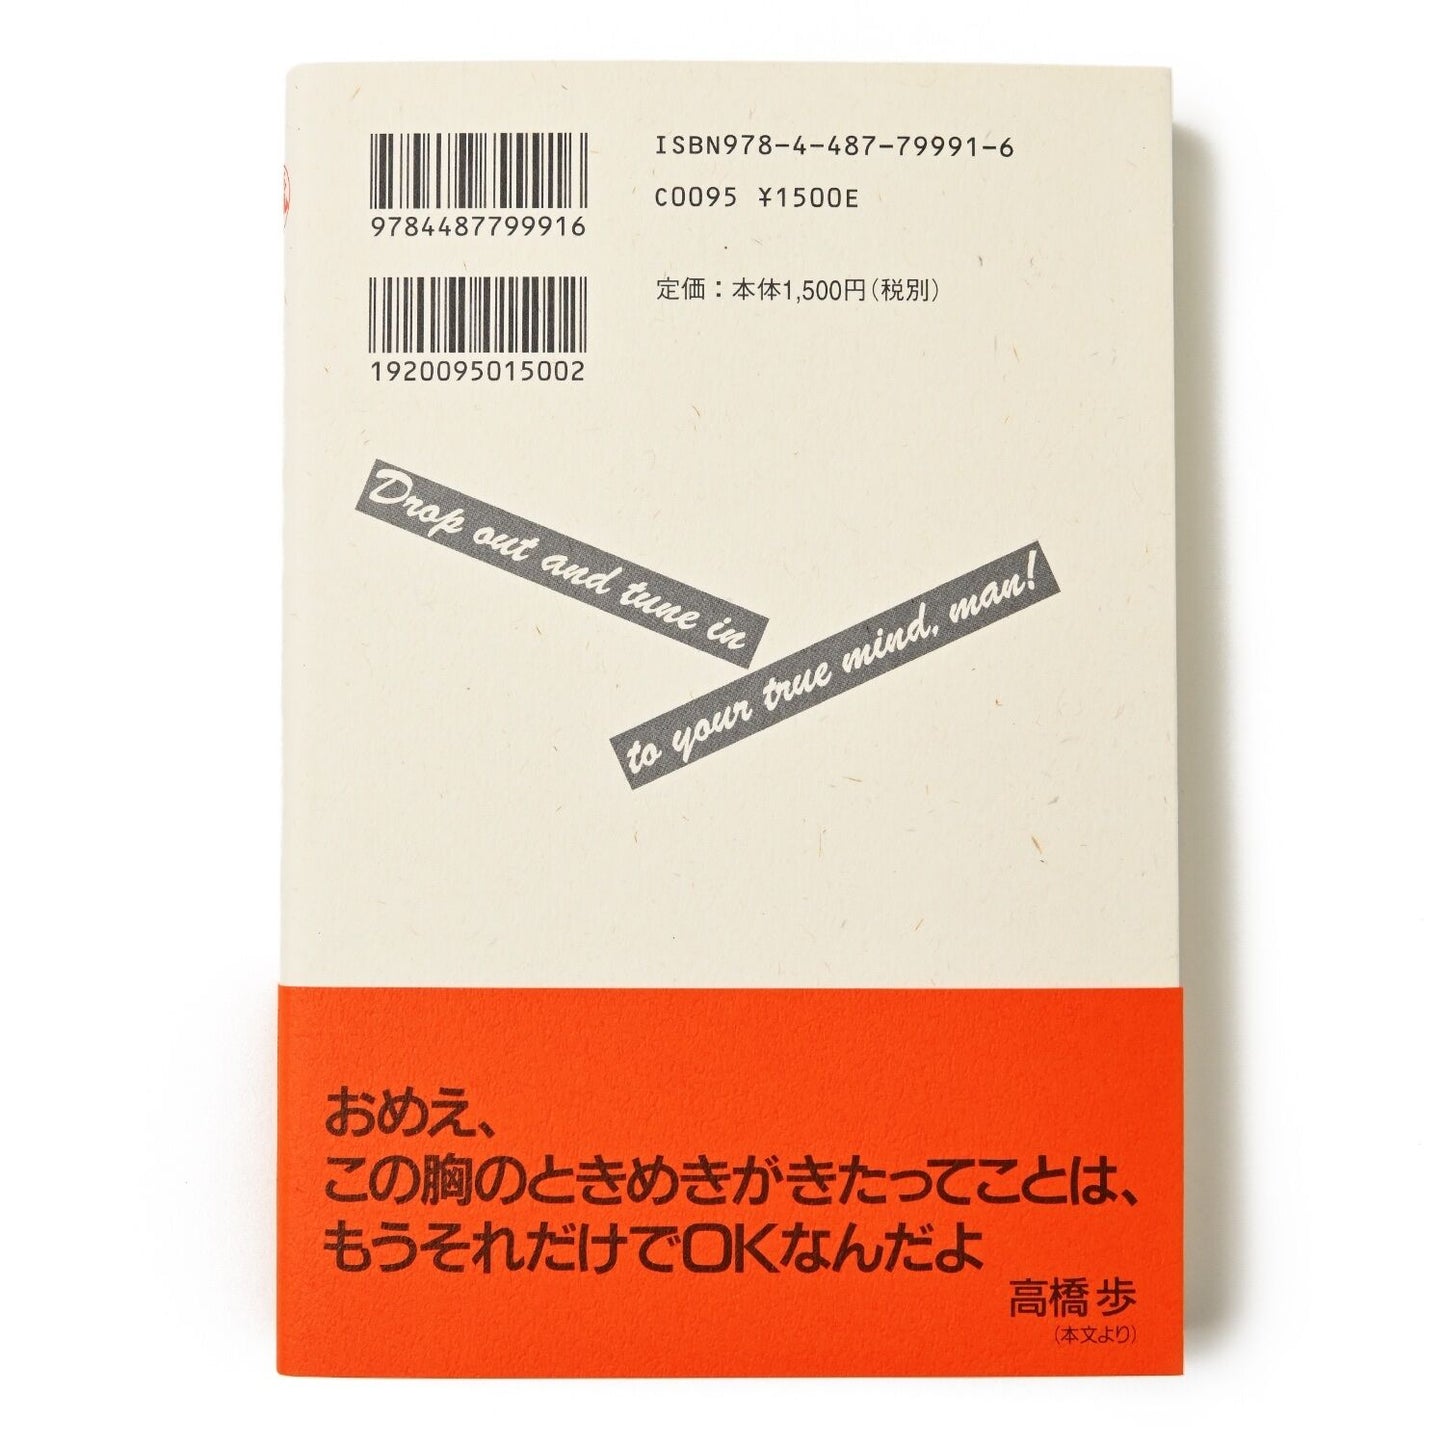 ISBN978-4-487-79991-6
C0095 ¥1500E
9784487799916
定価：本体1,500円（税別）
1920095015002
Drop out and tune in
to your true mind, man!
おめえ、
この胸のときめきがきたってことは、
もうそれだけでOKなんだよ
高橋 歩
（本文より）